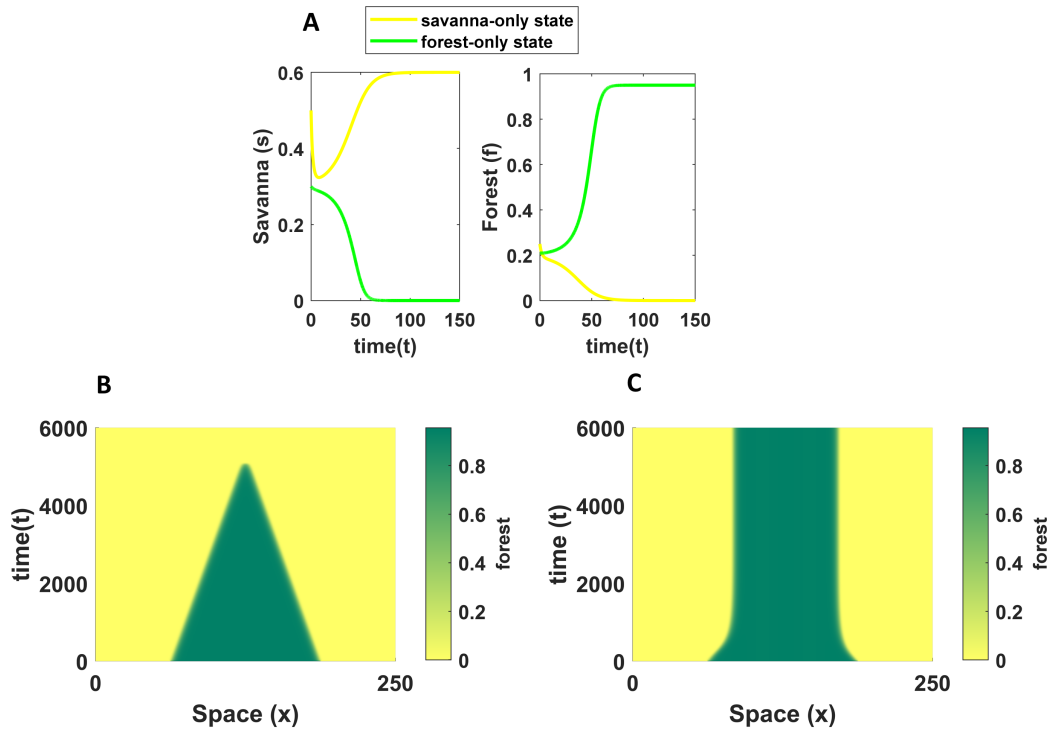 A
savanna-only state
forest-only state
0.6
0.4
0.2
0
Savanna (s)
0
50
100
150
time(t)
1
0.8
0.6
0.4
0.2
0
Forest (f)
0
50
100
150
time(t)
B
6000
4000
2000
0
time(t)
0
250
Space (x)
0.8
0.6
0.4
0.2
0
forest
C
6000
4000
2000
0
time (t)
0
250
Space (x)
0.8
0.6
0.4
0.2
0
forest